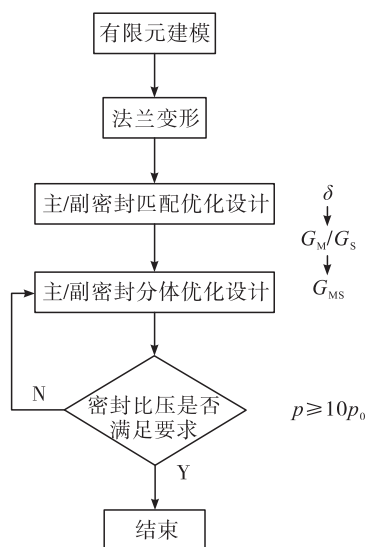 有限元建模
法兰变形
主/副密封匹配优化设计
δ
G_M/G_S
主/副密封分体优化设计
G_MS
N
密封比压是否
满足要求
p≥10p₀
Y
结束